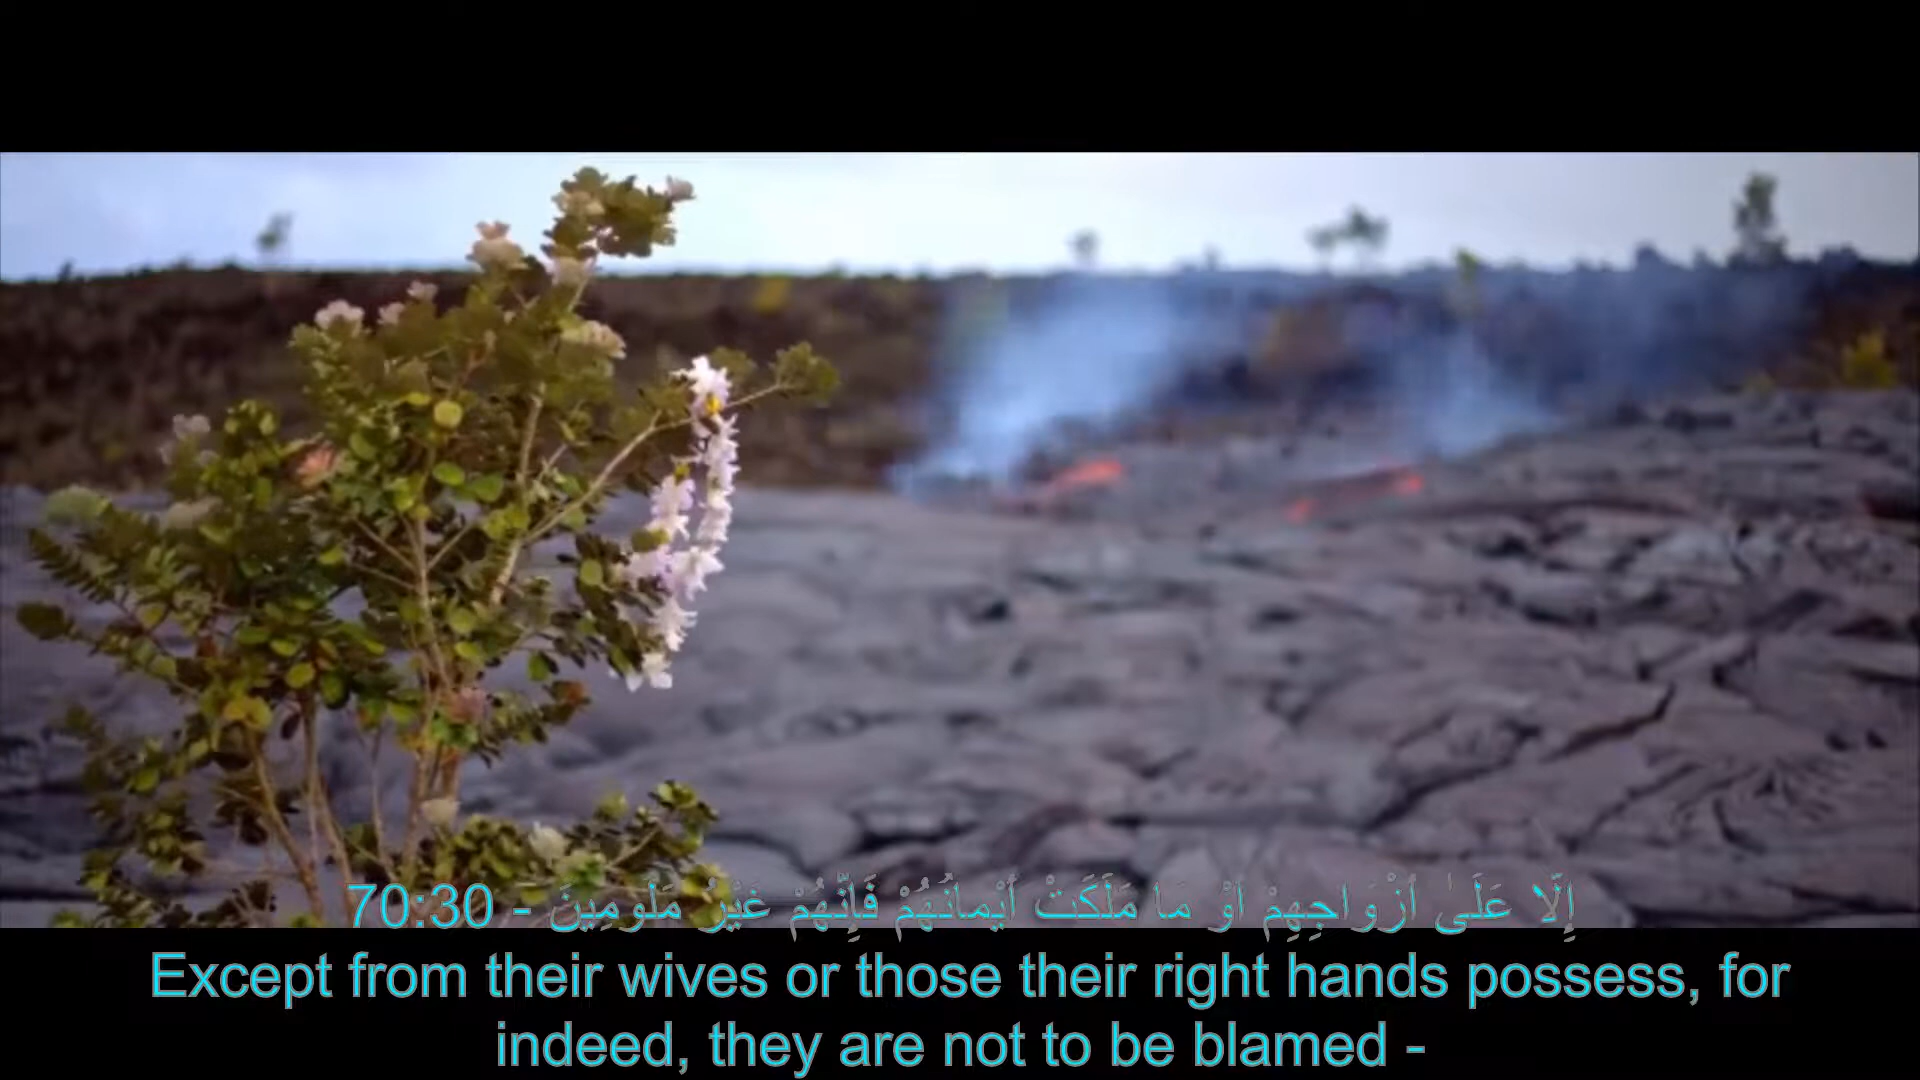 إِلَّا عَلَىٰ أَزْوَاجِهِمْ أَوْ مَا مَلَكَتْ أَيْمَانُهُمْ فَإِنَّهُمْ غَيْرُ مَلُومِينَ - 70:30
Except from their wives or those their right hands possess, for
indeed, they are not to be blamed -